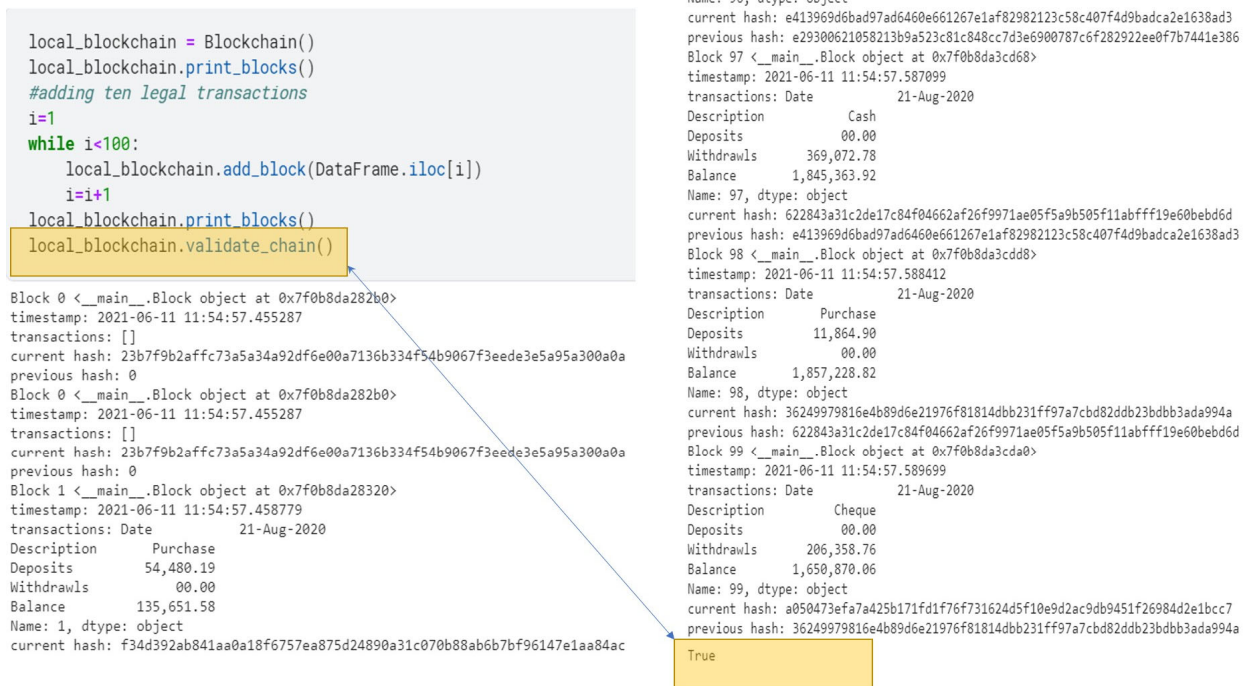 local_blockchain = Blockchain()
local_blockchain.print_blocks()
#adding ten legal transactions
i=1
while i<100:
    local_blockchain.add_block(DataFrame.iloc[i])
    i=i+1
local_blockchain.print_blocks()
local_blockchain.validate_chain()
Block 0 <__main__.Block object at 0x7f0b8da282b0>
timestamp: 2021-06-11 11:54:57.455287
transactions: []
current hash: 23b7f9b2affc73a5a34a92df6e00a7136b334f54b9067f3eede3e5a95a300a0a
previous hash: 0
Block 0 <__main__.Block object at 0x7f0b8da282b0>
timestamp: 2021-06-11 11:54:57.455287
transactions: []
current hash: 23b7f9b2affc73a5a34a92df6e00a7136b334f54b9067f3eede3e5a95a300a0a
previous hash: 0
Block 1 <__main__.Block object at 0x7f0b8da28320>
timestamp: 2021-06-11 11:54:57.458779
transactions: Date 21-Aug-2020
Description Purchase
Deposits 54,480.19
Withdrawls 00.00
Balance 135,651.58
Name: 1, dtype: object
current hash: f34d392ab841aa0a18f6757ea875d24890a31c070b88ab6b7bf96147e1aa84ac
Name: 96, dtype: object
current hash: e413969d6bad97ad6460e661267e1af82982123c58c407f4d9badca2e1638ad3
previous hash: e29300621058213b9a523c81c848cc7d3e6900787c6f282922ee0f7b7441e386
Block 97 <__main__.Block object at 0x7f0b8da3cd68>
timestamp: 2021-06-11 11:54:57.587099
transactions: Date 21-Aug-2020
Description Cash
Deposits 00.00
Withdrawls 369,072.78
Balance 1,845,363.92
Name: 97, dtype: object
current hash: 622843a31c2de17c84f04662af26f9971ae05f5a9b505f11abfff19e60bebd6d
previous hash: e413969d6bad97ad6460e661267e1af82982123c58c407f4d9badca2e1638ad3
Block 98 <__main__.Block object at 0x7f0b8da3cdd8>
timestamp: 2021-06-11 11:54:57.588412
transactions: Date 21-Aug-2020
Description Purchase
Deposits 11,864.90
Withdrawls 00.00
Balance 1,857,228.82
Name: 98, dtype: object
current hash: 36249979816e4b89d6e21976f81814dbb231ff97a7cbd82ddb23bdbb3ada994a
previous hash: 622843a31c2de17c84f04662af26f9971ae05f5a9b505f11abfff19e60bebd6d
Block 99 <__main__.Block object at 0x7f0b8da3cda0>
timestamp: 2021-06-11 11:54:57.589699
transactions: Date 21-Aug-2020
Description Cheque
Deposits 00.00
Withdrawls 206,358.76
Balance 1,650,870.06
Name: 99, dtype: object
current hash: a050473efa7a425b171fd1f76f731624d5f10e9d2ac9db9451f26984d2e1bcc7
previous hash: 36249979816e4b89d6e21976f81814dbb231ff97a7cbd82ddb23bdbb3ada994a
True